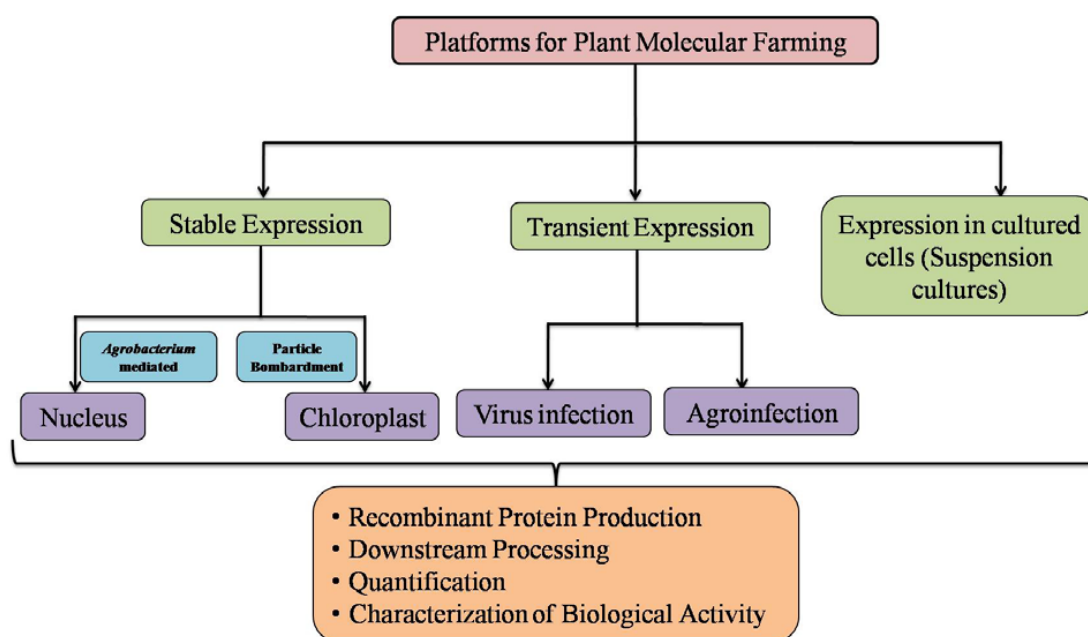 Platforms for Plant Molecular Farming
Stable Expression
Transient Expression
Expression in cultured
cells (Suspension
cultures)
Agrobacterium
mediated
Particle
Bombardment
Nucleus
Chloroplast
Virus infection
Agroinfection
• Recombinant Protein Production
• Downstream Processing
• Quantification
• Characterization of Biological Activity